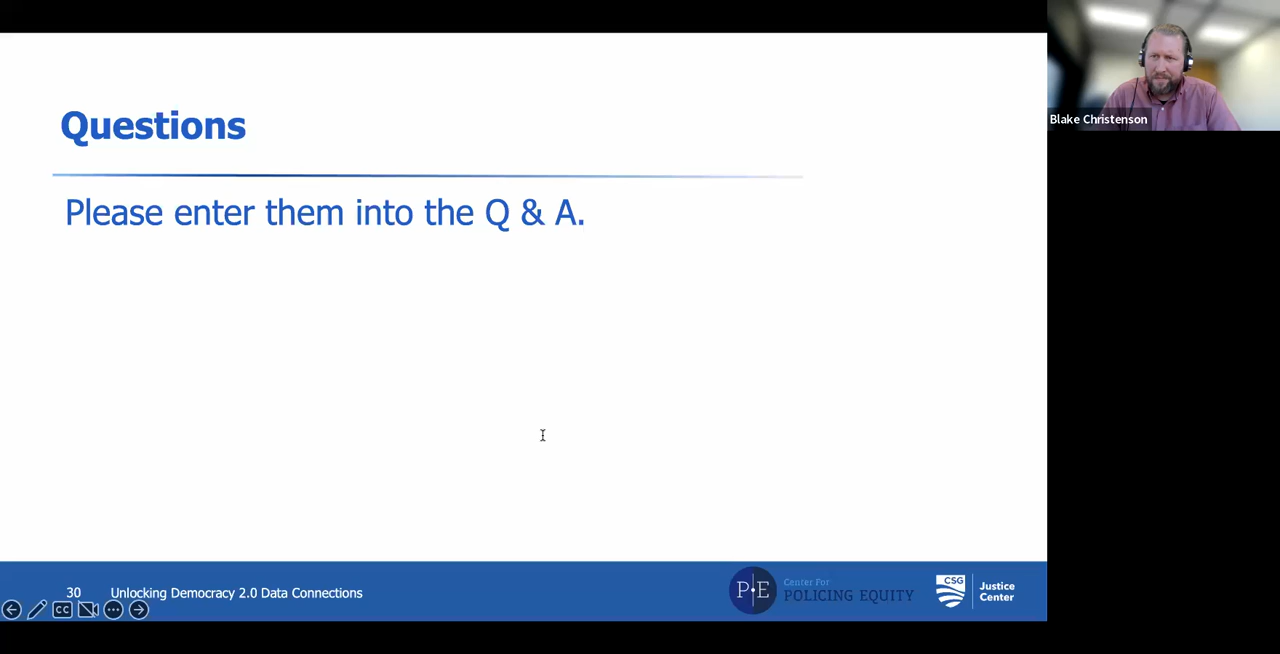 Questions
Please enter them into the Q & A.
Blake Christenson
30 Unlocking Democracy 2.0 Data Connections
CC
P E
Center For
POLICING EQUITY
CSG
Justice
Center